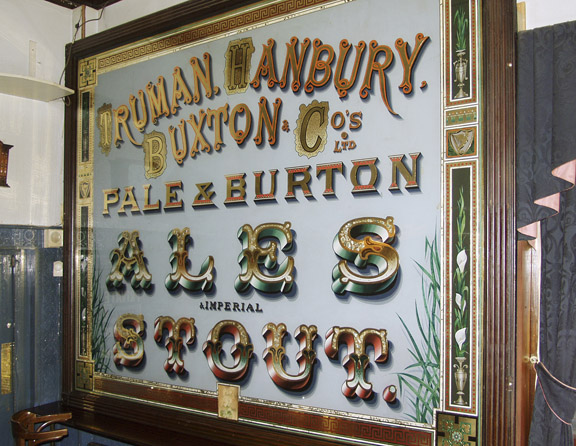 TRUMAN, HANBURY,
BUXTON & CO'S LTD
PALE X BURTON
ALES
& IMPERIAL
STOUT.